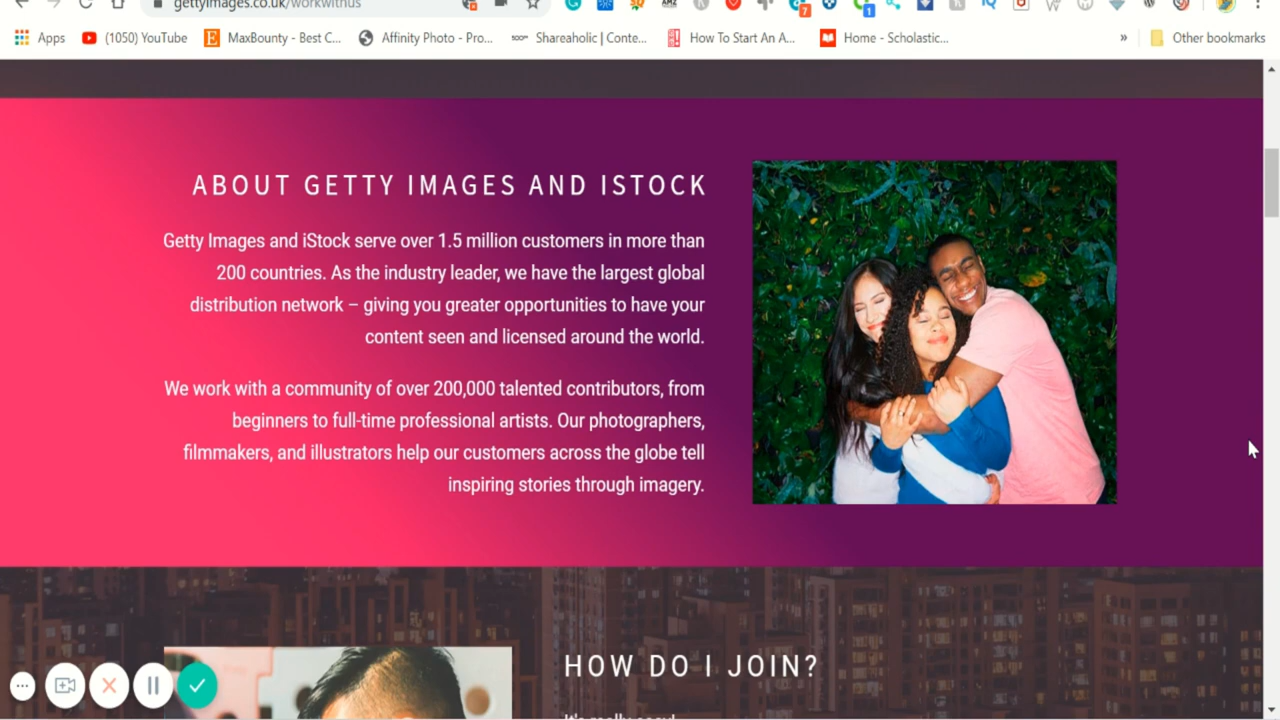 gettyimages.co.uk/workwithus
7
1
Apps
(1050) YouTube
MaxBounty - Best C...
Affinity Photo - Pro...
Shareaholic | Conte...
How To Start An A...
Home - Scholastic...
»
Other bookmarks
ABOUT GETTY IMAGES AND ISTOCK
Getty Images and iStock serve over 1.5 million customers in more than
200 countries. As the industry leader, we have the largest global
distribution network – giving you greater opportunities to have your
content seen and licensed around the world.
We work with a community of over 200,000 talented contributors, from
beginners to full-time professional artists. Our photographers,
filmmakers, and illustrators help our customers across the globe tell
inspiring stories through imagery.
HOW DO I JOIN?
It's really easy!